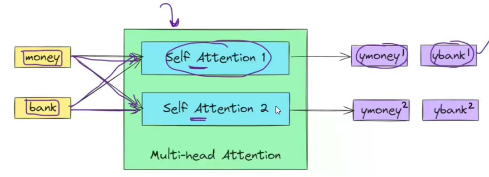 money
Self Attention 1
ymoney¹
ybank¹
bank
Self Attention 2
ymoney²
ybank²
Multi-head Attention